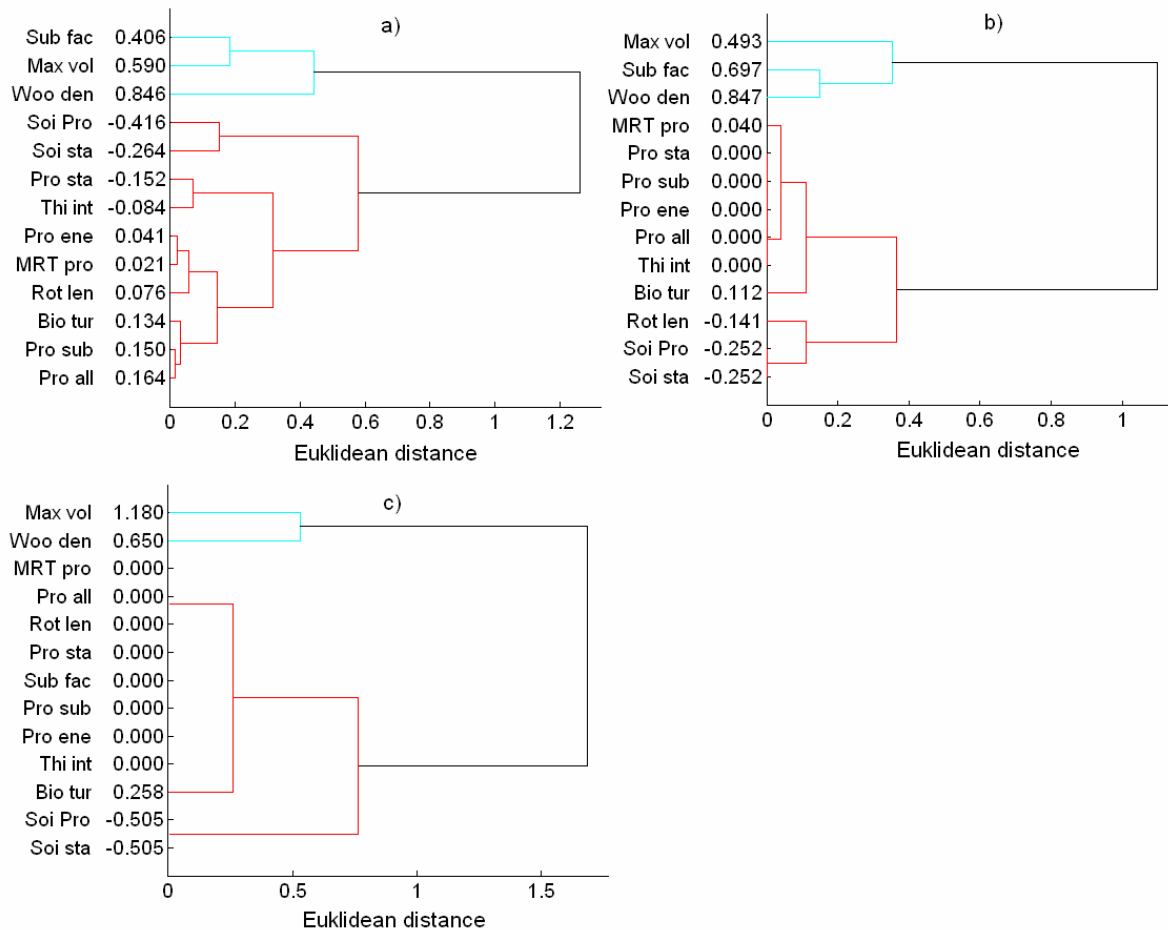 a)
Sub fac 0.406
Max vol 0.590
Woo den 0.846
Soi Pro -0.416
Soi sta -0.264
Pro sta -0.152
Thi int -0.084
Pro ene 0.041
MRT pro 0.021
Rot len 0.076
Bio tur 0.134
Pro sub 0.150
Pro all 0.164
0 0.2 0.4 0.6 0.8 1 1.2
Euklidean distance
b)
Max vol 0.493
Sub fac 0.697
Woo den 0.847
MRT pro 0.040
Pro sta 0.000
Pro sub 0.000
Pro ene 0.000
Pro all 0.000
Thi int 0.000
Bio tur 0.112
Rot len -0.141
Soi Pro -0.252
Soi sta -0.252
0 0.2 0.4 0.6 0.8 1
Euklidean distance
c)
Max vol 1.180
Woo den 0.650
MRT pro 0.000
Pro all 0.000
Rot len 0.000
Pro sta 0.000
Sub fac 0.000
Pro sub 0.000
Pro ene 0.000
Thi int 0.000
Bio tur 0.258
Soi Pro -0.505
Soi sta -0.505
0 0.5 1 1.5
Euklidean distance